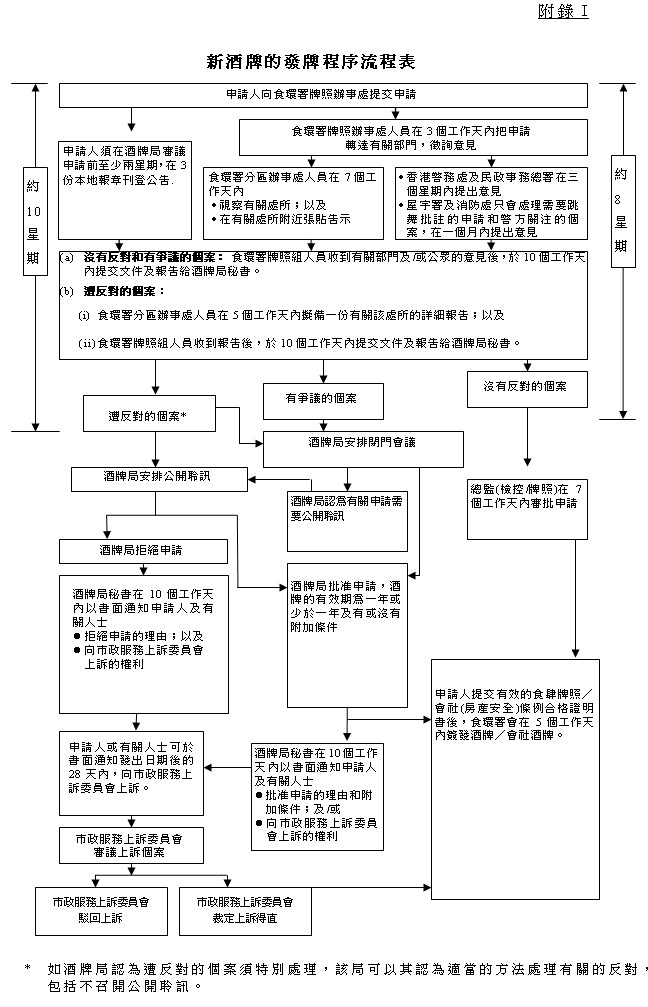 附錄 I
新酒牌的發牌程序流程表
申請人向食環署牌照辦事處提交申請
約
10
星
期
約
8
星
期
申請人須在酒牌局審議
申請前至少兩星期，在 3
份本地報章刊登公告.
食環署牌照辦事處人員在 3 個工作天內把申請
轉達有關部門，徵詢意見
食環署分區辦事處人員在 7 個工
作天內
● 視察有關處所；以及
● 在有關處所附近張貼告示
● 香港警務處及民政事務總署在三
個星期內提出意見
● 屋宇署及消防處只會處理需要跳
舞批註的申請和警方關注的個
案，在一個月內提出意見
(a) 沒有反對和有爭議的個案： 食環署牌照組人員收到有關部門及/或公眾的意見後，於 10 個工作天
內提交文件及報告給酒牌局秘書。
(b) 遭反對的個案：
(i) 食環署分區辦事處人員在 5 個工作天內擬備一份有關該處所的詳細報告；以及
(ii) 食環署牌照組人員收到報告後，於 10 個工作天內提交文件及報告給酒牌局秘書。
遭反對的個案*
有爭議的個案
沒有反對的個案
酒牌局安排閉門會議
酒牌局安排公開聆訊
酒牌局認為有關申請需
要公開聆訊
總監(檢控/牌照)在 7
個工作天內審批申請
酒牌局拒絕申請
酒牌局秘書在 10 個工作天
內以書面通知申請人及有
關人士
● 拒絕申請的理由；以及
● 向市政服務上訴委員會
上訴的權利
酒牌局批准申請，酒
牌的有效期為一年或
少於一年及有或沒有
附加條件
申請人提交有效的食肆牌照／
會社(房產安全)條例合格證明
書後，食環署會在 5 個工作天
內簽發酒牌／會社酒牌。
申請人或有關人士可於
書面通知發出日期後的
28 天內，向市政服務上
訴委員會上訴。
酒牌局秘書在 10 個工作
天內以書面通知申請人
及有關人士
● 批准申請的理由和附
加條件；及/或
● 向市政服務上訴委員
會上訴的權利
市政服務上訴委員會
審議上訴個案
市政服務上訴委員會
駁回上訴
市政服務上訴委員會
裁定上訴得直
* 如酒牌局認為遭反對的個案須特別處理，該局可以其認為適當的方法處理有關的反對，
包括不召開公開聆訊。